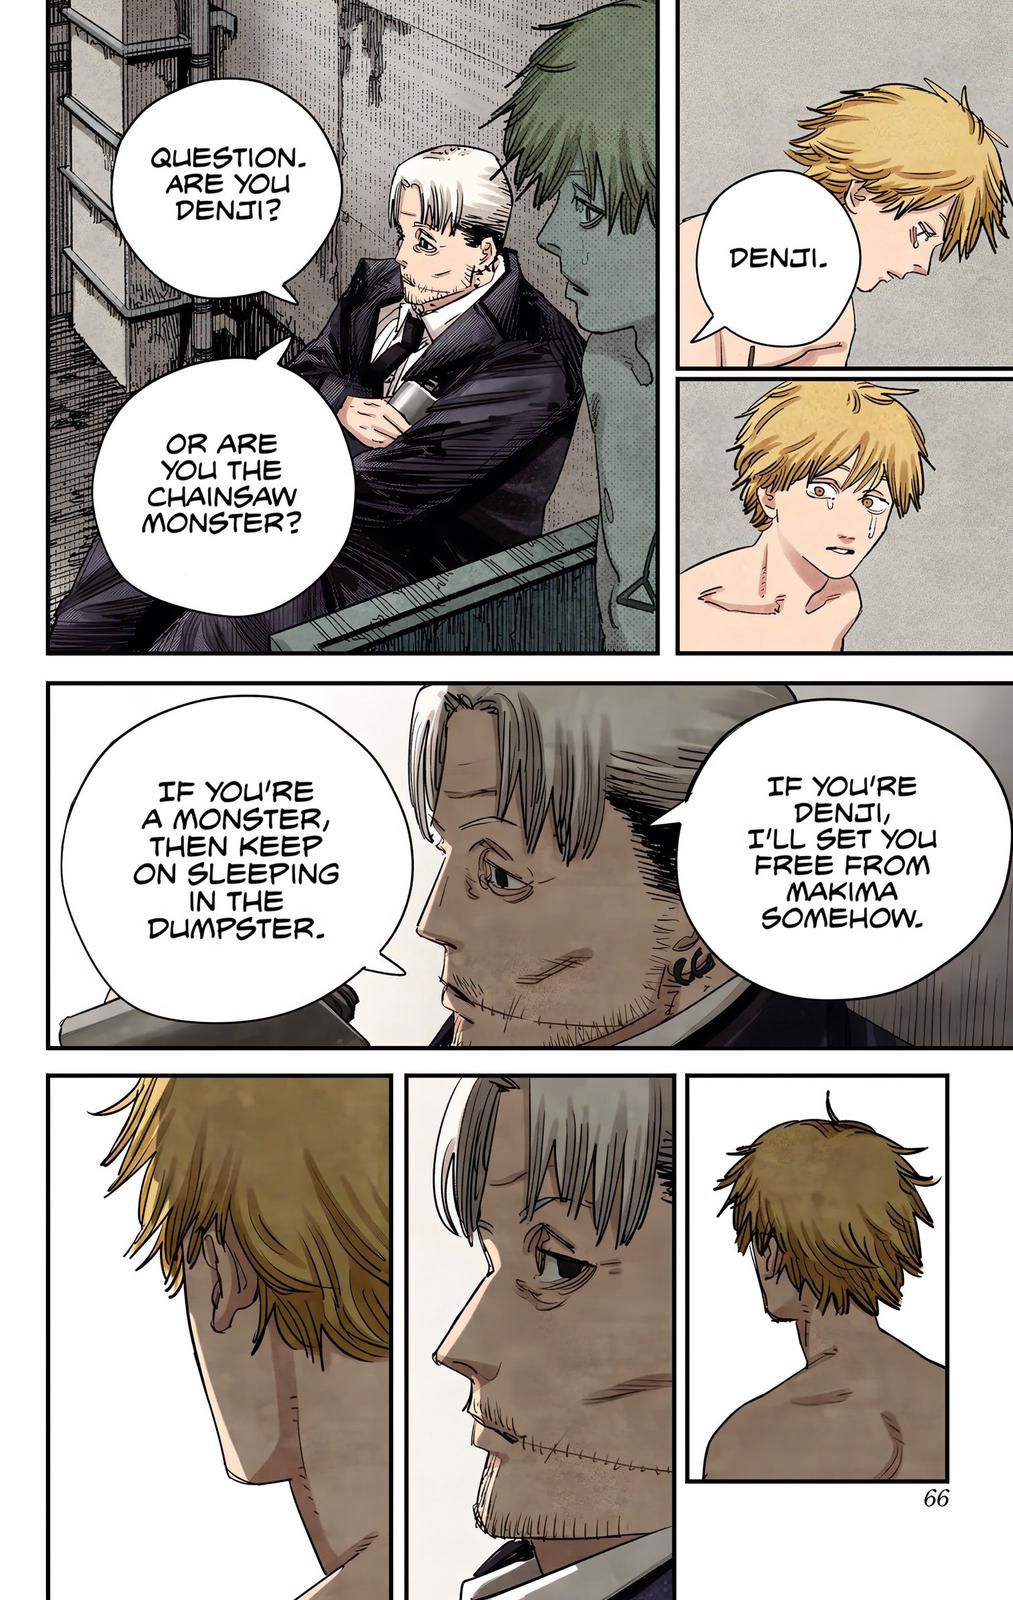 DENJI.
QUESTION.
ARE YOU
DENJI?
OR ARE
YOU THE
CHAINSAW
MONSTER?
IF YOU'RE
DENJI,
I'LL SET YOU
FREE FROM
MAKIMA
SOMEHOW.
IF YOU'RE
A MONSTER,
THEN KEEP
ON SLEEPING
IN THE
DUMPSTER.
66